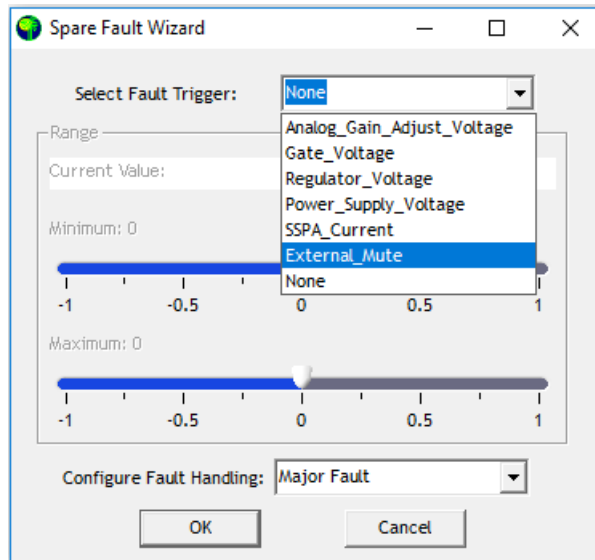 Spare Fault Wizard
Select Fault Trigger: None
Analog_Gain_Adjust_Voltage
Range
Gate_Voltage
Current Value:
Regulator_Voltage
Power_Supply_Voltage
Minimum: 0
SSPA_Current
External_Mute
None
-1 -0.5 0 0.5 1
Maximum: 0
-1 -0.5 0 0.5 1
Configure Fault Handling: Major Fault
OK Cancel